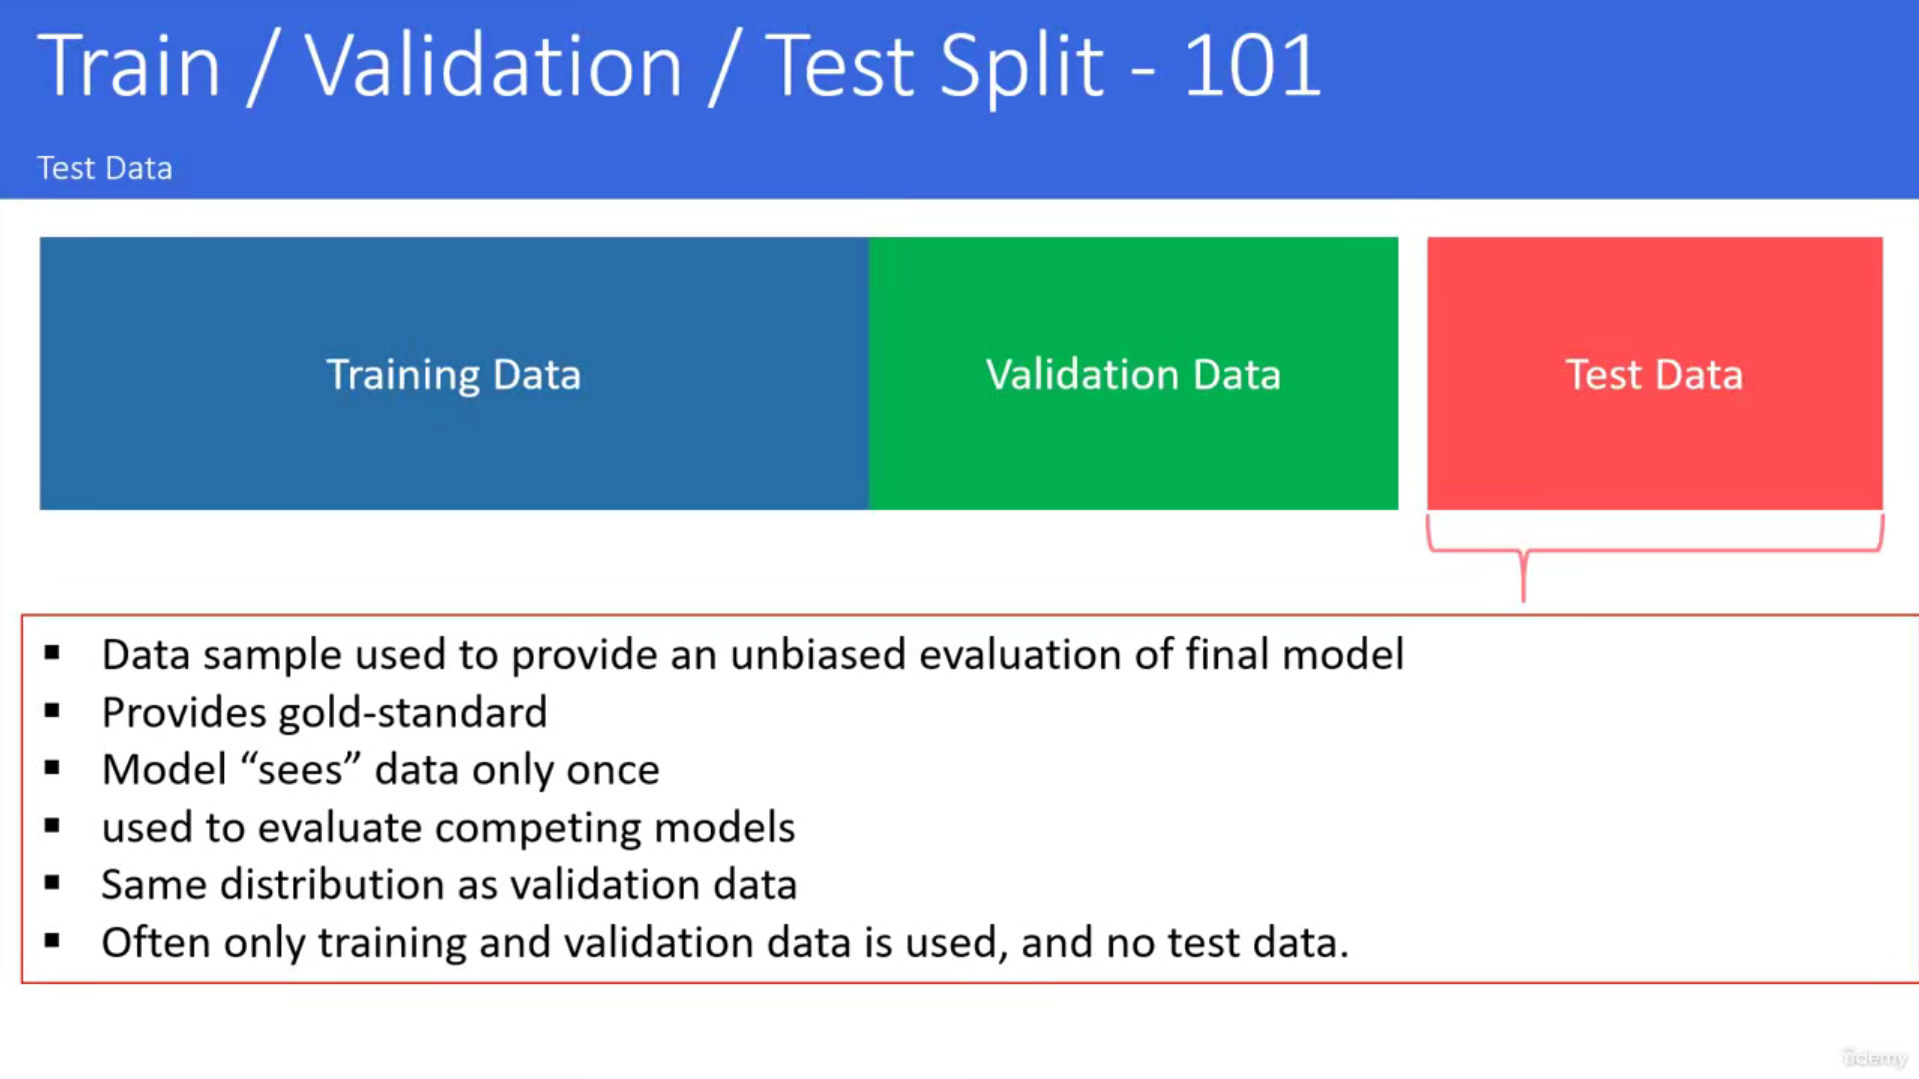 Train / Validation / Test Split - 101
Test Data
Training Data
Validation Data
Test Data
▪ Data sample used to provide an unbiased evaluation of final model
▪ Provides gold-standard
▪ Model “sees” data only once
▪ used to evaluate competing models
▪ Same distribution as validation data
▪ Often only training and validation data is used, and no test data.
ûdemy